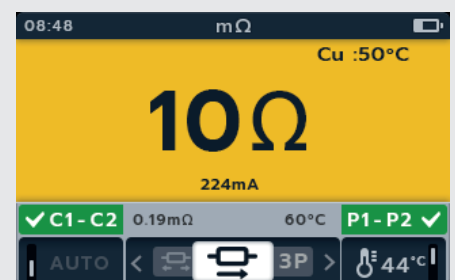 08:48 mΩ
Cu :50°C
10Ω
224mA
✓ C1-C2 0.19mΩ 60°C P1-P2 ✓
AUTO < 3P > 44°C